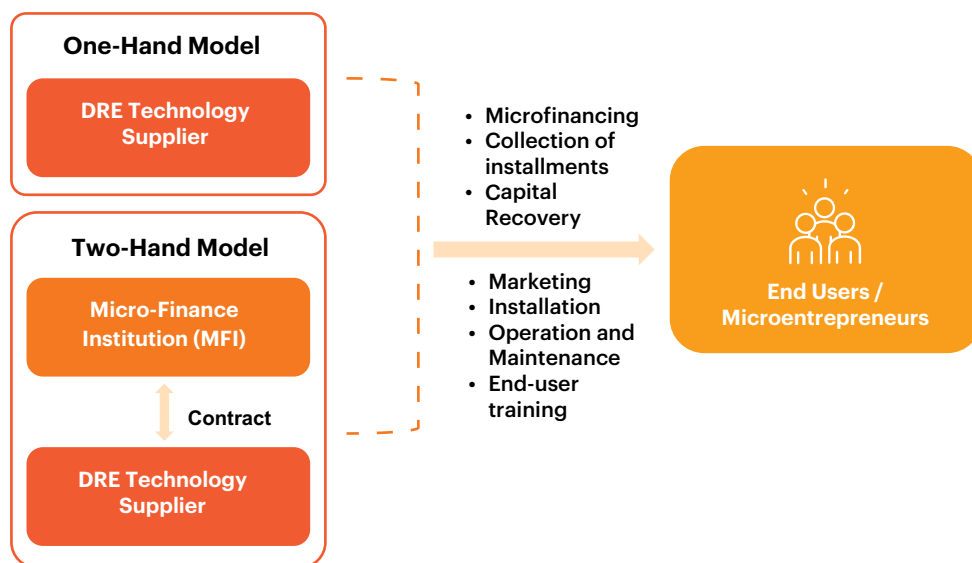 One-Hand Model
DRE Technology
Supplier
Two-Hand Model
Micro-Finance
Institution (MFI)
Contract
DRE Technology
Supplier
• Microfinancing
• Collection of
installments
• Capital
Recovery
• Marketing
• Installation
• Operation and
Maintenance
• End-user
training
End Users /
Microentrepreneurs